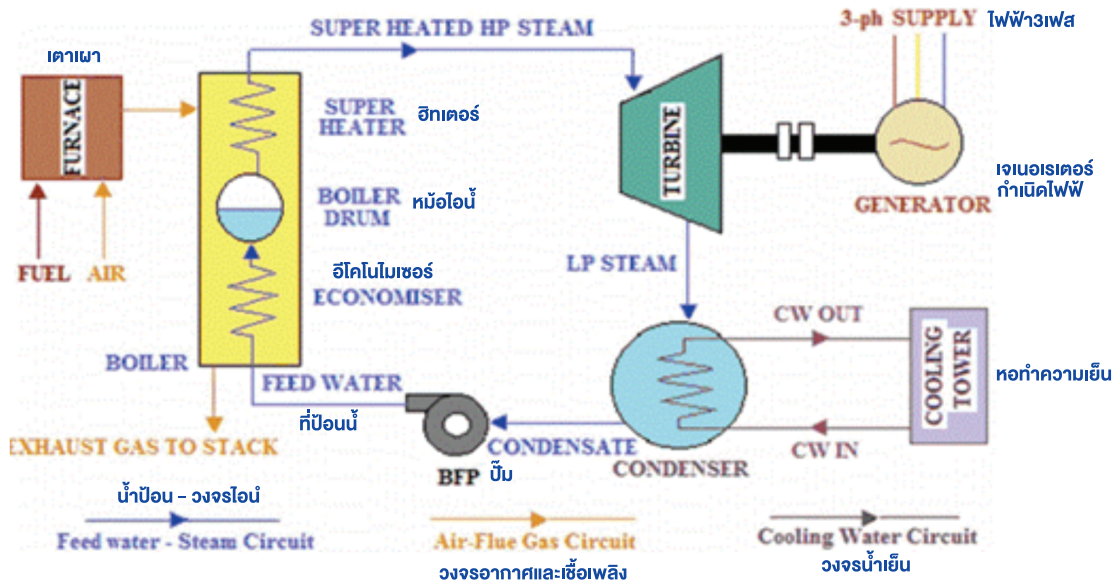 3-ph SUPPLY ไฟฟ้า3เฟส
SUPER HEATED HP STEAM
เตาเผา
FURNACE
SUPER
HEATER ฮิทเตอร์
TURBINE
BOILER
DRUM หม้อไอน้ำ
เจเนอเรเตอร์
กำเนิดไฟฟ้
GENERATOR
FUEL AIR
อีโคโนไมเซอร์
ECONOMISER
LP STEAM
CW OUT
COOLING
TOWER
หอทำความเย็น
BOILER
FEED WATER
ที่ป้อนน้ำ
EXHAUST GAS TO STACK
CONDENSATE
BFP ปั๊ม
CONDENSER
CW IN
น้ำป้อน - วงจรไอน้ำ
Feed water - Steam Circuit
Air-Flue Gas Circuit
วงจรอากาศและเชื้อเพลิง
Cooling Water Circuit
วงจรน้ำเย็น